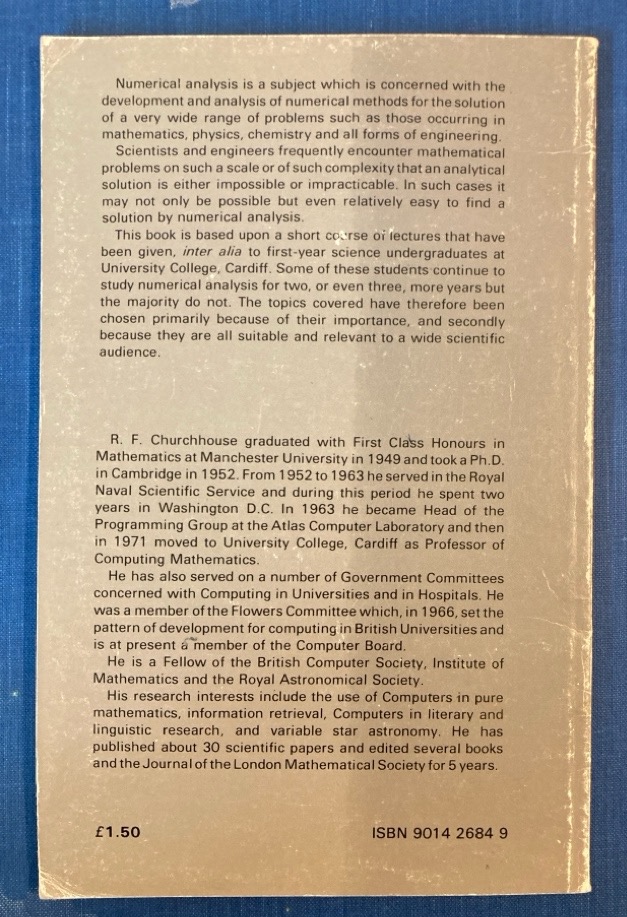 Numerical analysis is a subject which is concerned with the
development and analysis of numerical methods for the solution
of a very wide range of problems such as those occurring in
mathematics, physics, chemistry and all forms of engineering.
Scientists and engineers frequently encounter mathematical
problems on such a scale or of such complexity that an analytical
solution is either impossible or impracticable. In such cases it
may not only be possible but even relatively easy to find a
solution by numerical analysis.
This book is based upon a short course of lectures that have
been given, inter alia to first-year science undergraduates at
University College, Cardiff. Some of these students continue to
study numerical analysis for two, or even three, more years but
the majority do not. The topics covered have therefore been
chosen primarily because of their importance, and secondly
because they are all suitable and relevant to a wide scientific
audience.
R. F. Churchhouse graduated with First Class Honours in
Mathematics at Manchester University in 1949 and took a Ph.D.
in Cambridge in 1952. From 1952 to 1963 he served in the Royal
Naval Scientific Service and during this period he spent two
years in Washington D.C. In 1963 he became Head of the
Programming Group at the Atlas Computer Laboratory and then
in 1971 moved to University College, Cardiff as Professor of
Computing Mathematics.
He has also served on a number of Government Committees
concerned with Computing in Universities and in Hospitals. He
was a member of the Flowers Committee which, in 1966, set the
pattern of development for computing in British Universities and
is at present a member of the Computer Board.
He is a Fellow of the British Computer Society, Institute of
Mathematics and the Royal Astronomical Society.
His research interests include the use of Computers in pure
mathematics, information retrieval, Computers in literary and
linguistic research, and variable star astronomy. He has
published about 30 scientific papers and edited several books
and the Journal of the London Mathematical Society for 5 years.
£1.50 ISBN 9014 2684 9